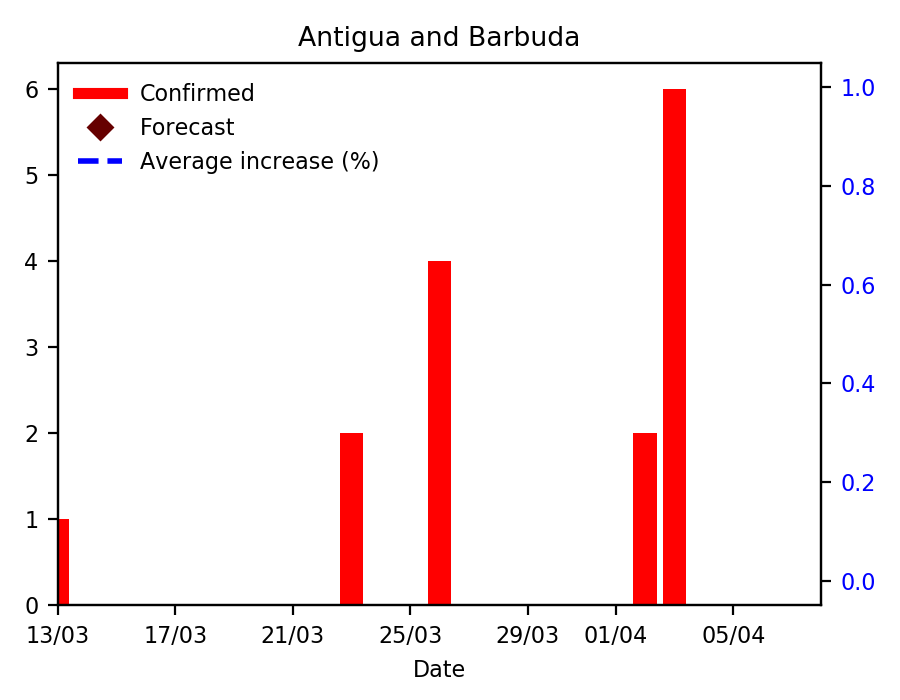 Antigua and Barbuda
Confirmed
Forecast
Average increase (%)
6
5
4
3
2
1
0
1.0
0.8
0.6
0.4
0.2
0.0
13/03 17/03 21/03 25/03 29/03 01/04 05/04
Date